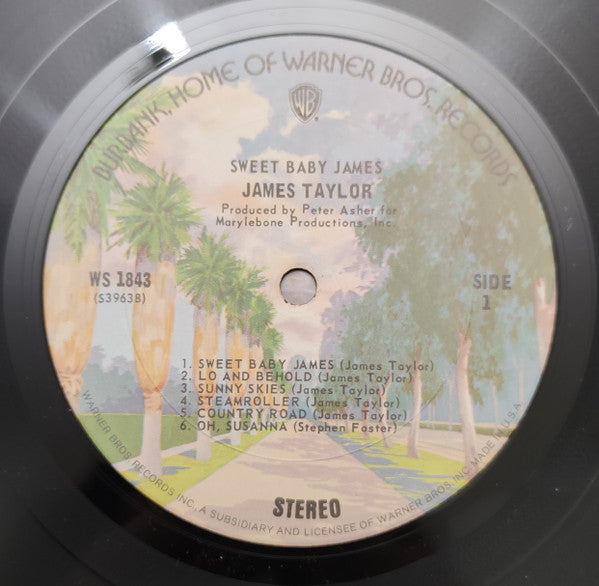 BURBANK, HOME OF WARNER BROS. RECORDS
WB
SWEET BABY JAMES
JAMES TAYLOR
Produced by Peter Asher for
Marylebone Productions, Inc.
WS 1843
(S39638)
SIDE
1
1. SWEET BABY JAMES (James Taylor)
2. LO AND BEHOLD (James Taylor)
3. SUNNY SKIES (James Taylor)
4. STEAMROLLER (James Taylor)
5. COUNTRY ROAD (James Taylor)
6. OH, SUSANNA (Stephen Foster)
STEREO
WARNER BROS. RECORDS INC., A SUBSIDIARY AND LICENSEE OF WARNER BROS. INC. MADE IN U.S.A.